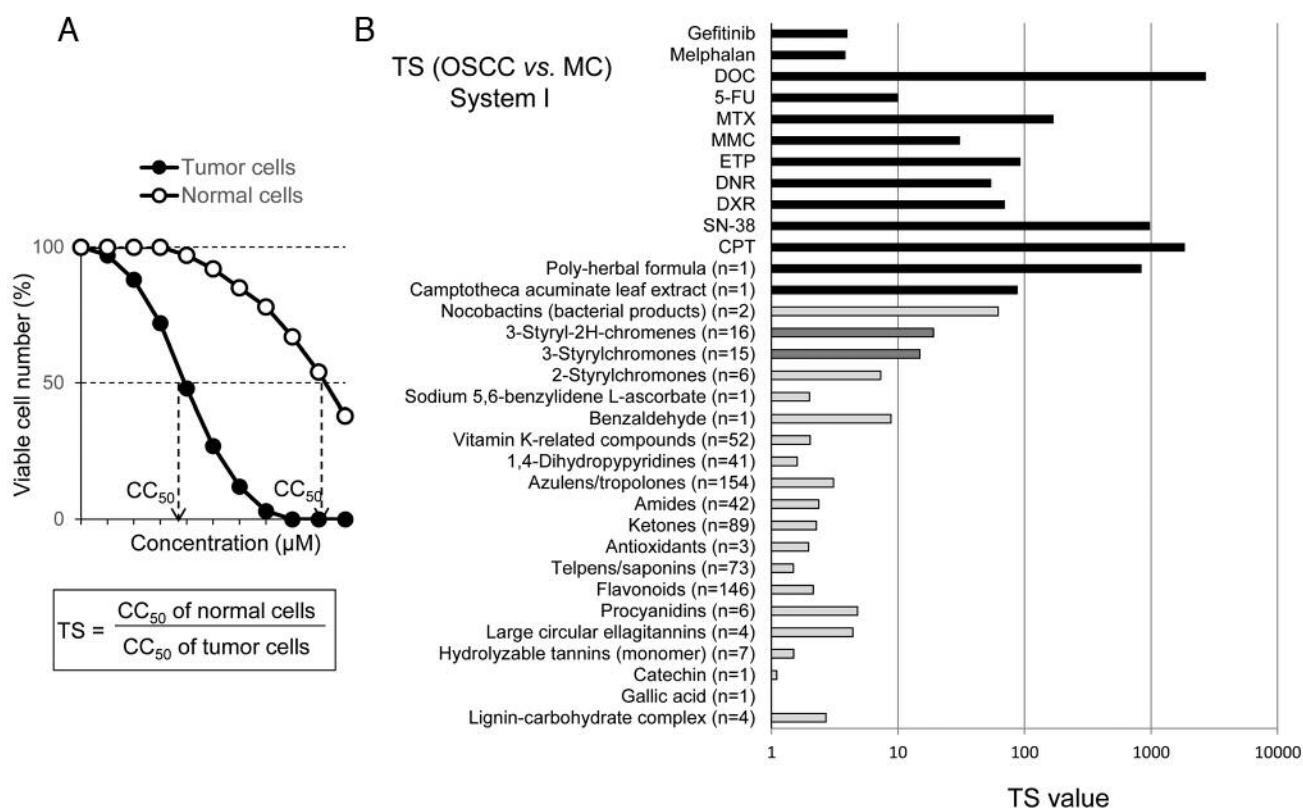 A
Tumor cells
Normal cells
Viable cell number (%)
100
50
0
CC50
CC50
Concentration (µM)
TS = CC50 of normal cells
CC50 of tumor cells
B
TS (OSCC vs. MC)
System I
Gefitinib
Melphalan
DOC
5-FU
MTX
MMC
ETP
DNR
DXR
SN-38
CPT
Poly-herbal formula (n=1)
Camptotheca acuminate leaf extract (n=1)
Nocobactins (bacterial products) (n=2)
3-Styryl-2H-chromenes (n=16)
3-Styrylchromones (n=15)
2-Styrylchromones (n=6)
Sodium 5,6-benzylidene L-ascorbate (n=1)
Benzaldehyde (n=1)
Vitamin K-related compounds (n=52)
1,4-Dihydropypyridines (n=41)
Azulens/tropolones (n=154)
Amides (n=42)
Ketones (n=89)
Antioxidants (n=3)
Telpens/saponins (n=73)
Flavonoids (n=146)
Procyanidins (n=6)
Large circular ellagitannins (n=4)
Hydrolyzable tannins (monomer) (n=7)
Catechin (n=1)
Gallic acid (n=1)
Lignin-carbohydrate complex (n=4)
1 10 100 1000 10000
TS value